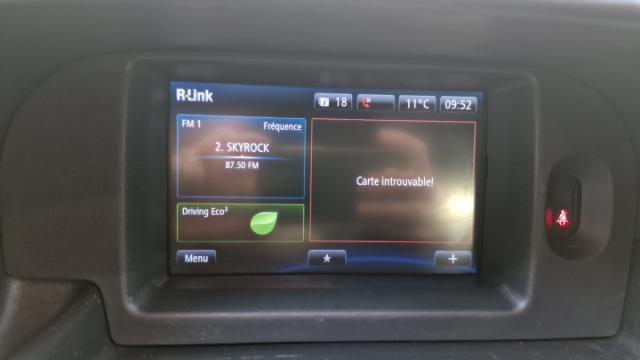 R-Link
18
11°C
09:52
FM 1
Fréquence
2. SKYROCK
87.50 FM
Carte introuvable!
Driving Eco²
Menu